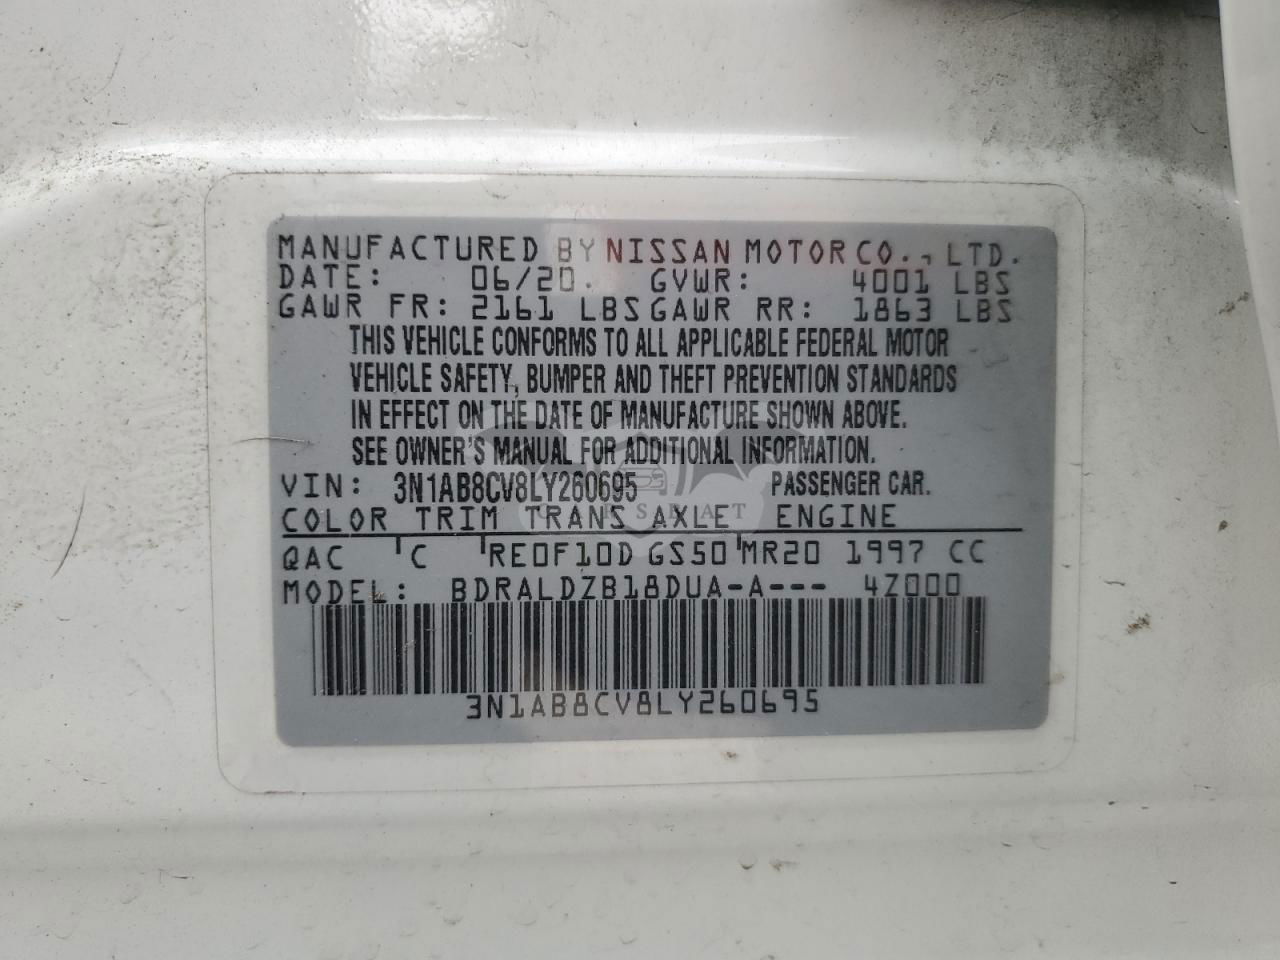 MANUFACTURED BY NISSAN MOTOR CO., LTD.
DATE: 06/20. GVWR: 4001 LBS
GAWR FR: 2161 LBS GAWR RR: 1863 LBS
THIS VEHICLE CONFORMS TO ALL APPLICABLE FEDERAL MOTOR
VEHICLE SAFETY, BUMPER AND THEFT PREVENTION STANDARDS
IN EFFECT ON THE DATE OF MANUFACTURE SHOWN ABOVE.
SEE OWNER'S MANUAL FOR ADDITIONAL INFORMATION.
VIN: 3N1AB8CV8LY260695 PASSENGER CAR.
COLOR TRIM TRANS AXLE ENGINE
QAC C RE0F10D GS50 MR20 1997 CC
MODEL: BDRALDZB18DUA-A--- 4Z000
3N1AB8CV8LY260695